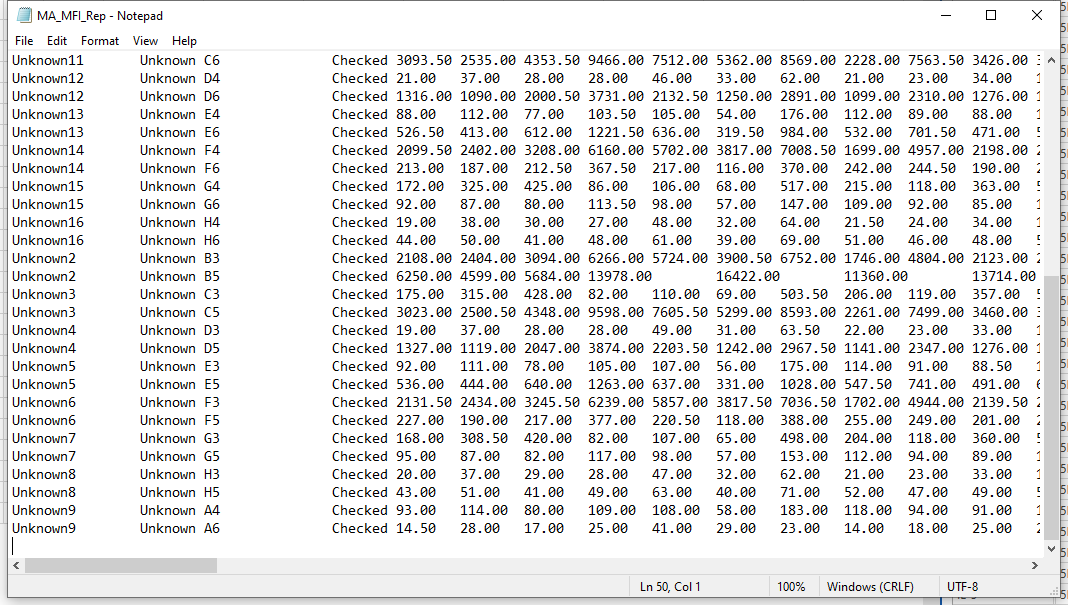 MA_MFI_Rep - Notepad
File Edit Format View Help
Unknown11 Unknown C6 Checked 3093.50 2535.00 4353.50 9466.00 7512.00 5362.00 8569.00 2228.00 7563.50 3426.00
Unknown12 Unknown D4 Checked 21.00 37.00 28.00 28.00 46.00 33.00 62.00 21.00 23.00 34.00 1
Unknown12 Unknown D6 Checked 1316.00 1090.00 2000.50 3731.00 2132.50 1250.00 2891.00 1099.00 2310.00 1276.00 1
Unknown13 Unknown E4 Checked 88.00 112.00 77.00 103.50 105.00 54.00 176.00 112.00 89.00 88.00 1
Unknown13 Unknown E6 Checked 526.50 413.00 612.00 1221.50 636.00 319.50 984.00 532.00 701.50 471.00 5
Unknown14 Unknown F4 Checked 2099.50 2402.00 3208.00 6160.00 5702.00 3817.00 7008.50 1699.00 4957.00 2198.00 2
Unknown14 Unknown F6 Checked 213.00 187.00 212.50 367.50 217.00 116.00 370.00 242.00 244.50 190.00 2
Unknown15 Unknown G4 Checked 172.00 325.00 425.00 86.00 106.00 68.00 517.00 215.00 118.00 363.00 5
Unknown15 Unknown G6 Checked 92.00 87.00 80.00 113.50 98.00 57.00 147.00 109.00 92.00 85.00 1
Unknown16 Unknown H4 Checked 19.00 38.00 30.00 27.00 48.00 32.00 64.00 21.50 24.00 34.00 1
Unknown16 Unknown H6 Checked 44.00 50.00 41.00 48.00 61.00 39.00 69.00 51.00 46.00 48.00 5
Unknown2 Unknown B3 Checked 2108.00 2404.00 3094.00 6266.00 5724.00 3900.50 6752.00 1746.00 4804.00 2123.00 2
Unknown2 Unknown B5 Checked 6250.00 4599.00 5684.00 13978.00 16422.00 11360.00 13714.00
Unknown3 Unknown C3 Checked 175.00 315.00 428.00 82.00 110.00 69.00 503.50 206.00 119.00 357.00 5
Unknown3 Unknown C5 Checked 3023.00 2500.50 4348.00 9598.00 7605.50 5299.00 8593.00 2261.00 7499.00 3460.00
Unknown4 Unknown D3 Checked 19.00 37.00 28.00 28.00 49.00 31.00 63.50 22.00 23.00 33.00 1
Unknown4 Unknown D5 Checked 1327.00 1119.00 2047.00 3874.00 2203.50 1242.00 2967.50 1141.00 2347.00 1276.00 1
Unknown5 Unknown E3 Checked 92.00 111.00 78.00 105.00 107.00 56.00 175.00 114.00 91.00 88.50 1
Unknown5 Unknown E5 Checked 536.00 444.00 640.00 1263.00 637.00 331.00 1028.00 547.50 741.00 491.00 6
Unknown6 Unknown F3 Checked 2131.50 2434.00 3245.50 6239.00 5857.00 3817.50 7036.50 1702.00 4944.00 2139.50 2
Unknown6 Unknown F5 Checked 227.00 190.00 217.00 377.00 220.50 118.00 388.00 255.00 249.00 201.00 2
Unknown7 Unknown G3 Checked 168.00 308.50 420.00 82.00 107.00 65.00 498.00 204.00 118.00 360.00 5
Unknown7 Unknown G5 Checked 95.00 87.00 82.00 117.00 98.00 57.00 153.00 112.00 94.00 89.00 1
Unknown8 Unknown H3 Checked 20.00 37.00 29.00 28.00 47.00 32.00 62.00 21.00 23.00 33.00 1
Unknown8 Unknown H5 Checked 43.00 51.00 41.00 49.00 63.00 40.00 71.00 52.00 47.00 49.00 5
Unknown9 Unknown A4 Checked 93.00 114.00 80.00 109.00 108.00 58.00 183.00 118.00 94.00 91.00 1
Unknown9 Unknown A6 Checked 14.50 28.00 17.00 25.00 41.00 29.00 23.00 14.00 18.00 25.00 2
Ln 50, Col 1 100% Windows (CRLF) UTF-8